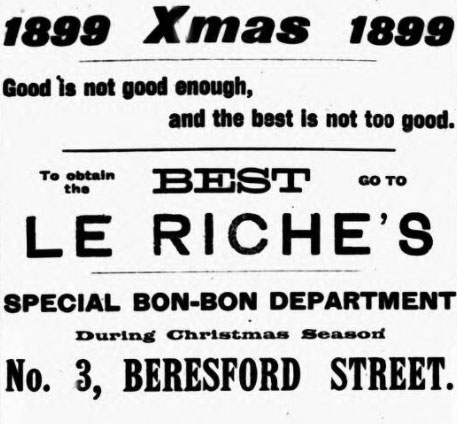 1899 Xmas 1899
Good is not good enough,
and the best is not too good.
To obtain the BEST GO TO
LE RICHE'S
SPECIAL BON-BON DEPARTMENT
During Christmas Season
No. 3, BERESFORD STREET.